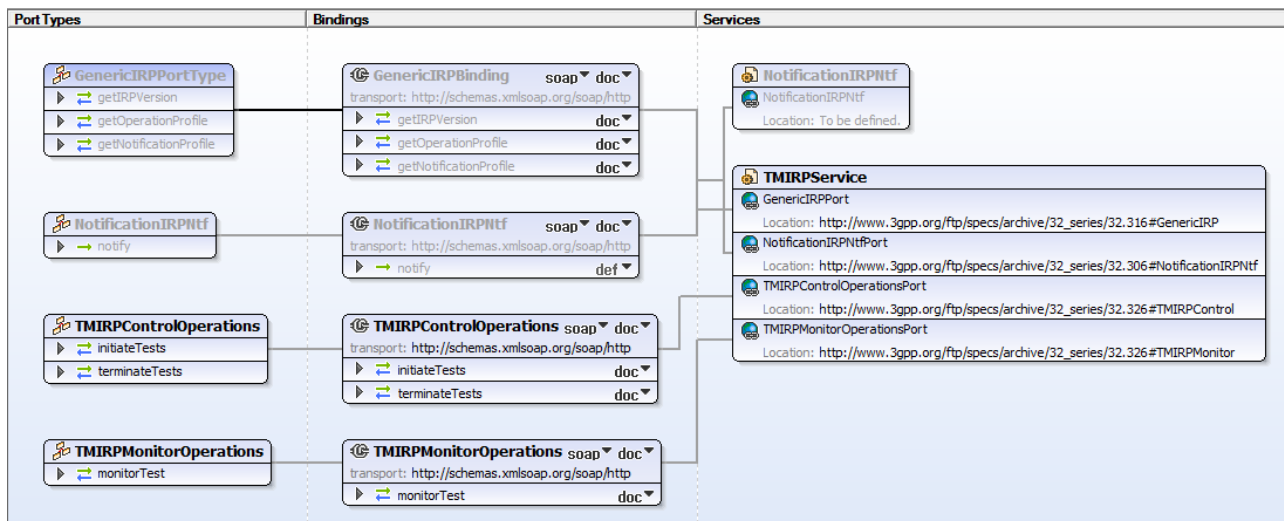 Port Types
Bindings
Services
GenericIRPPortType
getIRPVersion
getOperationProfile
getNotificationProfile
NotificationIRPNtf
notify
TMIRPControlOperations
initiateTests
terminateTests
TMIRPMonitorOperations
monitorTest
GenericIRPBinding soap doc
transport: http://schemas.xmlsoap.org/soap/http
getIRPVersion doc
getOperationProfile doc
getNotificationProfile doc
NotificationIRPNtf soap doc
transport: http://schemas.xmlsoap.org/soap/http
notify def
TMIRPControlOperations soap doc
transport: http://schemas.xmlsoap.org/soap/http
initiateTests doc
terminateTests doc
TMIRPMonitorOperations soap doc
transport: http://schemas.xmlsoap.org/soap/http
monitorTest doc
NotificationIRPNtf
NotificationIRPNtf
Location: To be defined.
TMIRPService
GenericIRPPort
Location: http://www.3gpp.org/ftp/specs/archive/32_series/32.316#GenericIRP
NotificationIRPNtfPort
Location: http://www.3gpp.org/ftp/specs/archive/32_series/32.306#NotificationIRPNtf
TMIRPControlOperationsPort
Location: http://www.3gpp.org/ftp/specs/archive/32_series/32.326#TMIRPControl
TMIRPMonitorOperationsPort
Location: http://www.3gpp.org/ftp/specs/archive/32_series/32.326#TMIRPMonitor